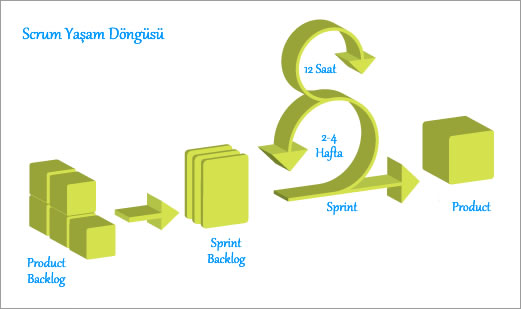 Scrum Yaşam Döngüsü
12 Saat
2-4
Hafta
Product
Backlog
Sprint
Backlog
Sprint
Product